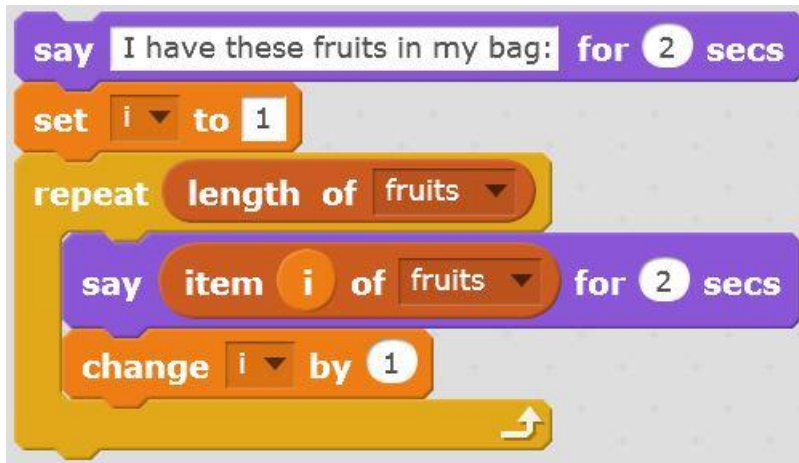 say I have these fruits in my bag: for 2 secs
set i to 1
repeat length of fruits
say item i of fruits for 2 secs
change i by 1